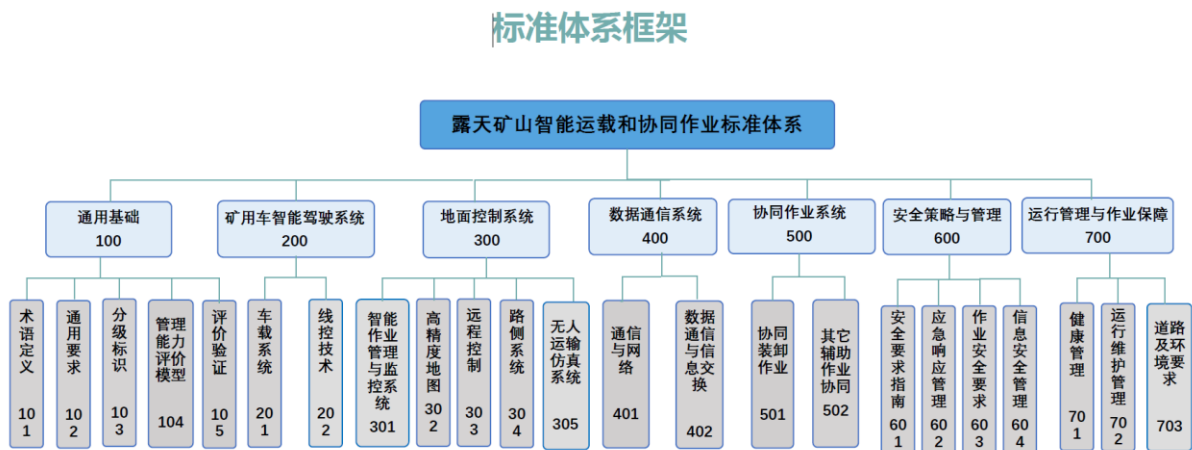 标准体系框架
露天矿山智能运载和协同作业标准体系
通用基础
100
矿用车智能驾驶系统
200
地面控制系统
300
数据通信系统
400
协同作业系统
500
安全策略与管理
600
运行管理与作业保障
700
术语定义
101
通用要求
102
分级标识
103
管理能力评价模型
104
评价验证
105
车载系统
201
线控技术
202
智能作业管理与监控系统
301
高精度地图
302
远程控制
303
路侧系统
304
无人运输仿真系统
305
通信与网络
401
数据通信与信息交换
402
协同装卸作业
501
其它辅助作业协同
502
安全要求指南
601
应急响应管理
602
作业安全要求
603
信息安全管理
604
健康管理
701
运行维护管理
702
道路及环境要求
703